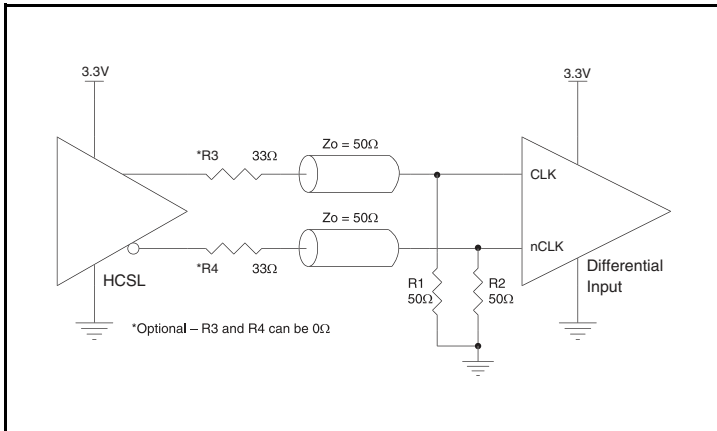 3.3V
3.3V
*R3 33Ω
Zo = 50Ω
CLK
Zo = 50Ω
nCLK
*R4 33Ω
HCSL
R1
50Ω
R2
50Ω
Differential
Input
*Optional – R3 and R4 can be 0Ω